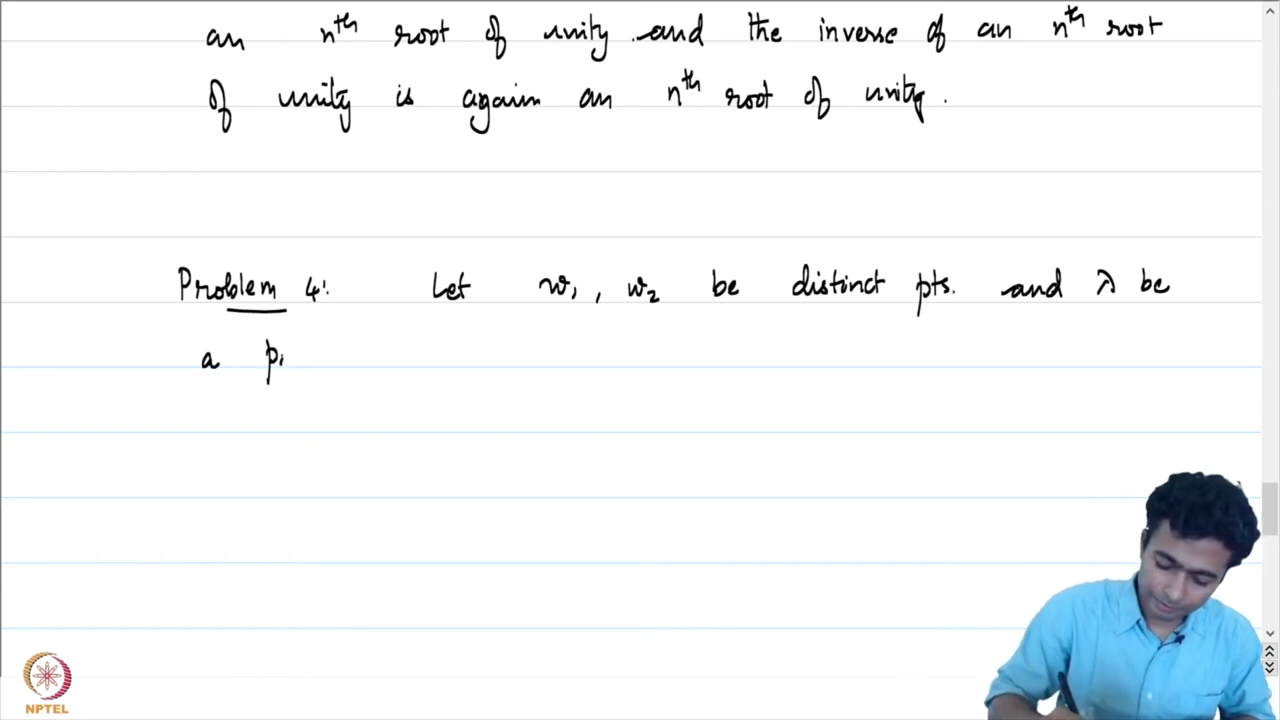 an nth root of unity and the inverse of an nth root
of unity is again an nth root of unity.
Problem 4: Let w1, w2 be distinct pts. and λ be
a p
NPTEL